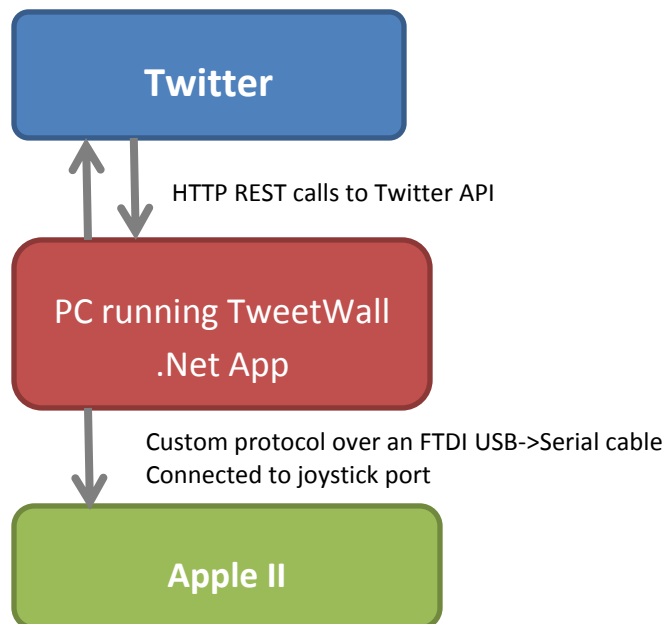 Twitter
HTTP REST calls to Twitter API
PC running TweetWall
.Net App
Custom protocol over an FTDI USB->Serial cable
Connected to joystick port
Apple II